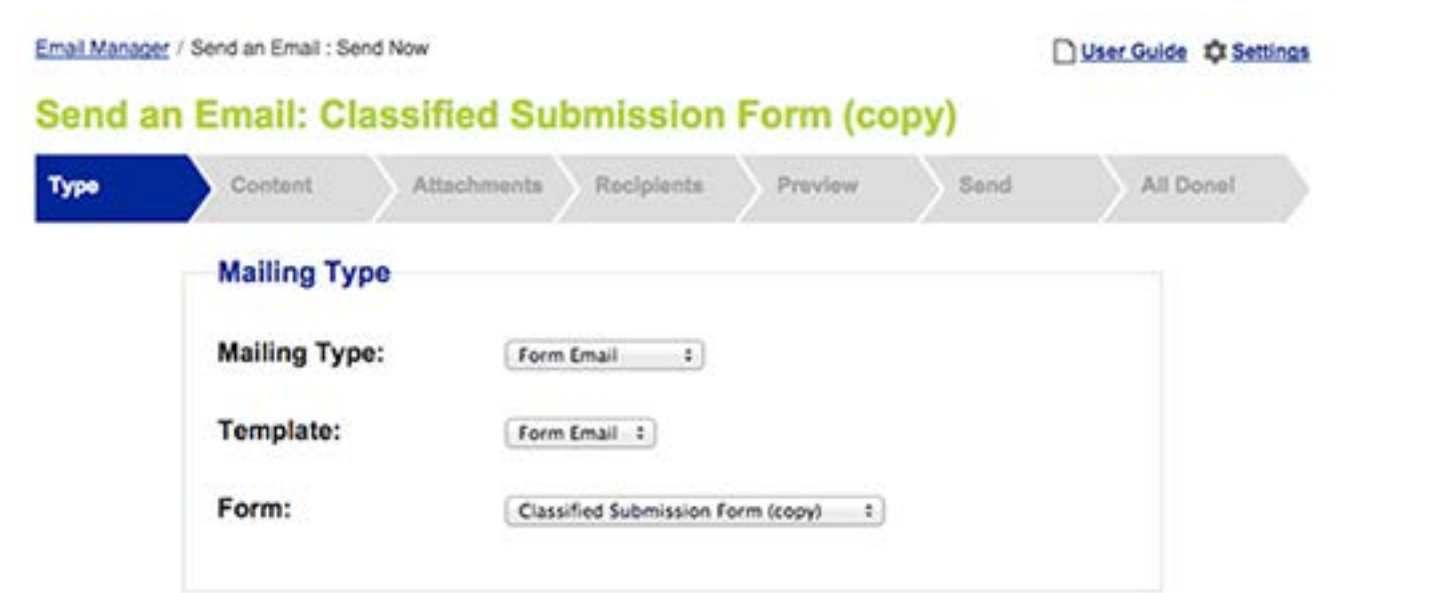 Email Manager / Send an Email : Send Now
User Guide Settings
Send an Email: Classified Submission Form (copy)
Type Content Attachments Recipients Preview Send All Done!
Mailing Type
Mailing Type: Form Email
Template: Form Email
Form: Classified Submission Form (copy)